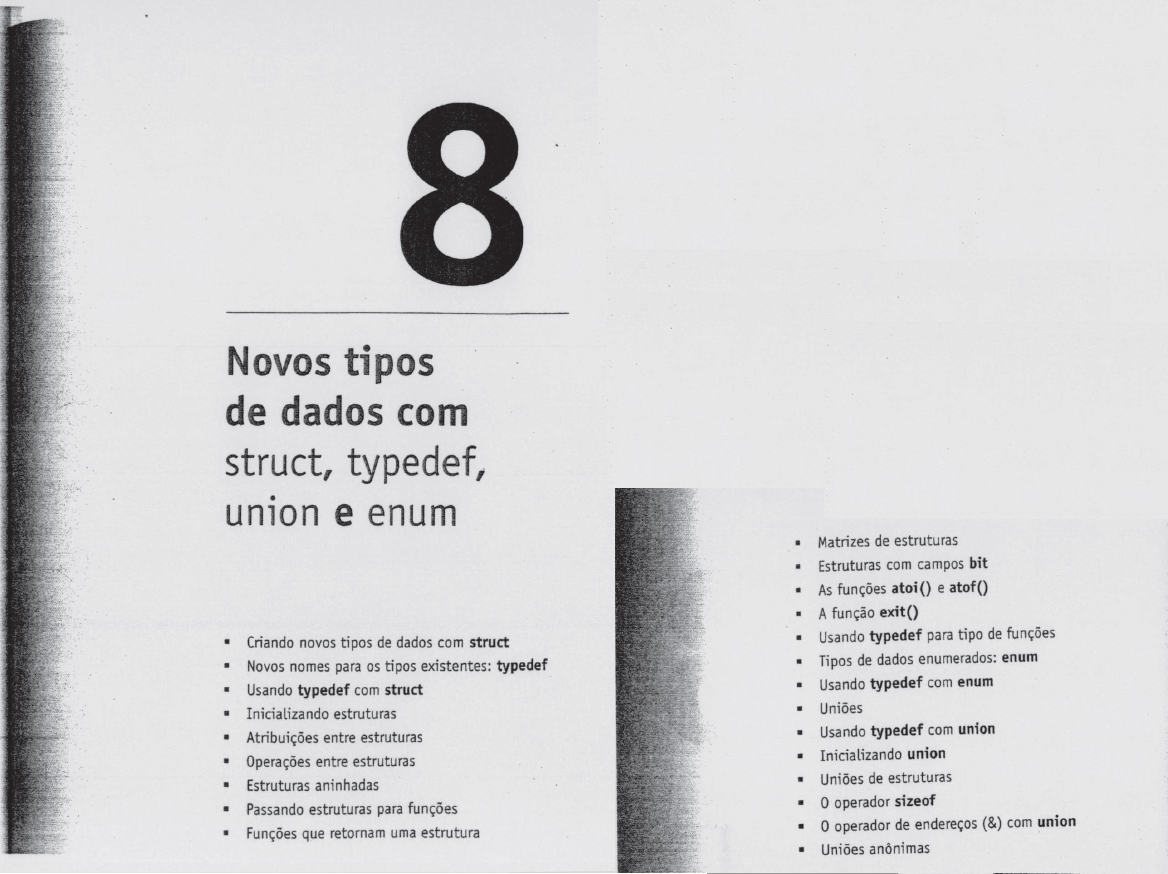 8
Novos tipos
de dados com
struct, typedef,
union e enum
▪ Criando novos tipos de dados com struct
▪ Novos nomes para os tipos existentes: typedef
▪ Usando typedef com struct
▪ Inicializando estruturas
▪ Atribuições entre estruturas
▪ Operações entre estruturas
▪ Estruturas aninhadas
▪ Passando estruturas para funções
▪ Funções que retornam uma estrutura
▪ Matrizes de estruturas
▪ Estruturas com campos bit
▪ As funções atoi() e atof()
▪ A função exit()
▪ Usando typedef para tipo de funções
▪ Tipos de dados enumerados: enum
▪ Usando typedef com enum
▪ Uniões
▪ Usando typedef com union
▪ Inicializando union
▪ Uniões de estruturas
▪ O operador sizeof
▪ O operador de endereços (&) com union
▪ Uniões anônimas